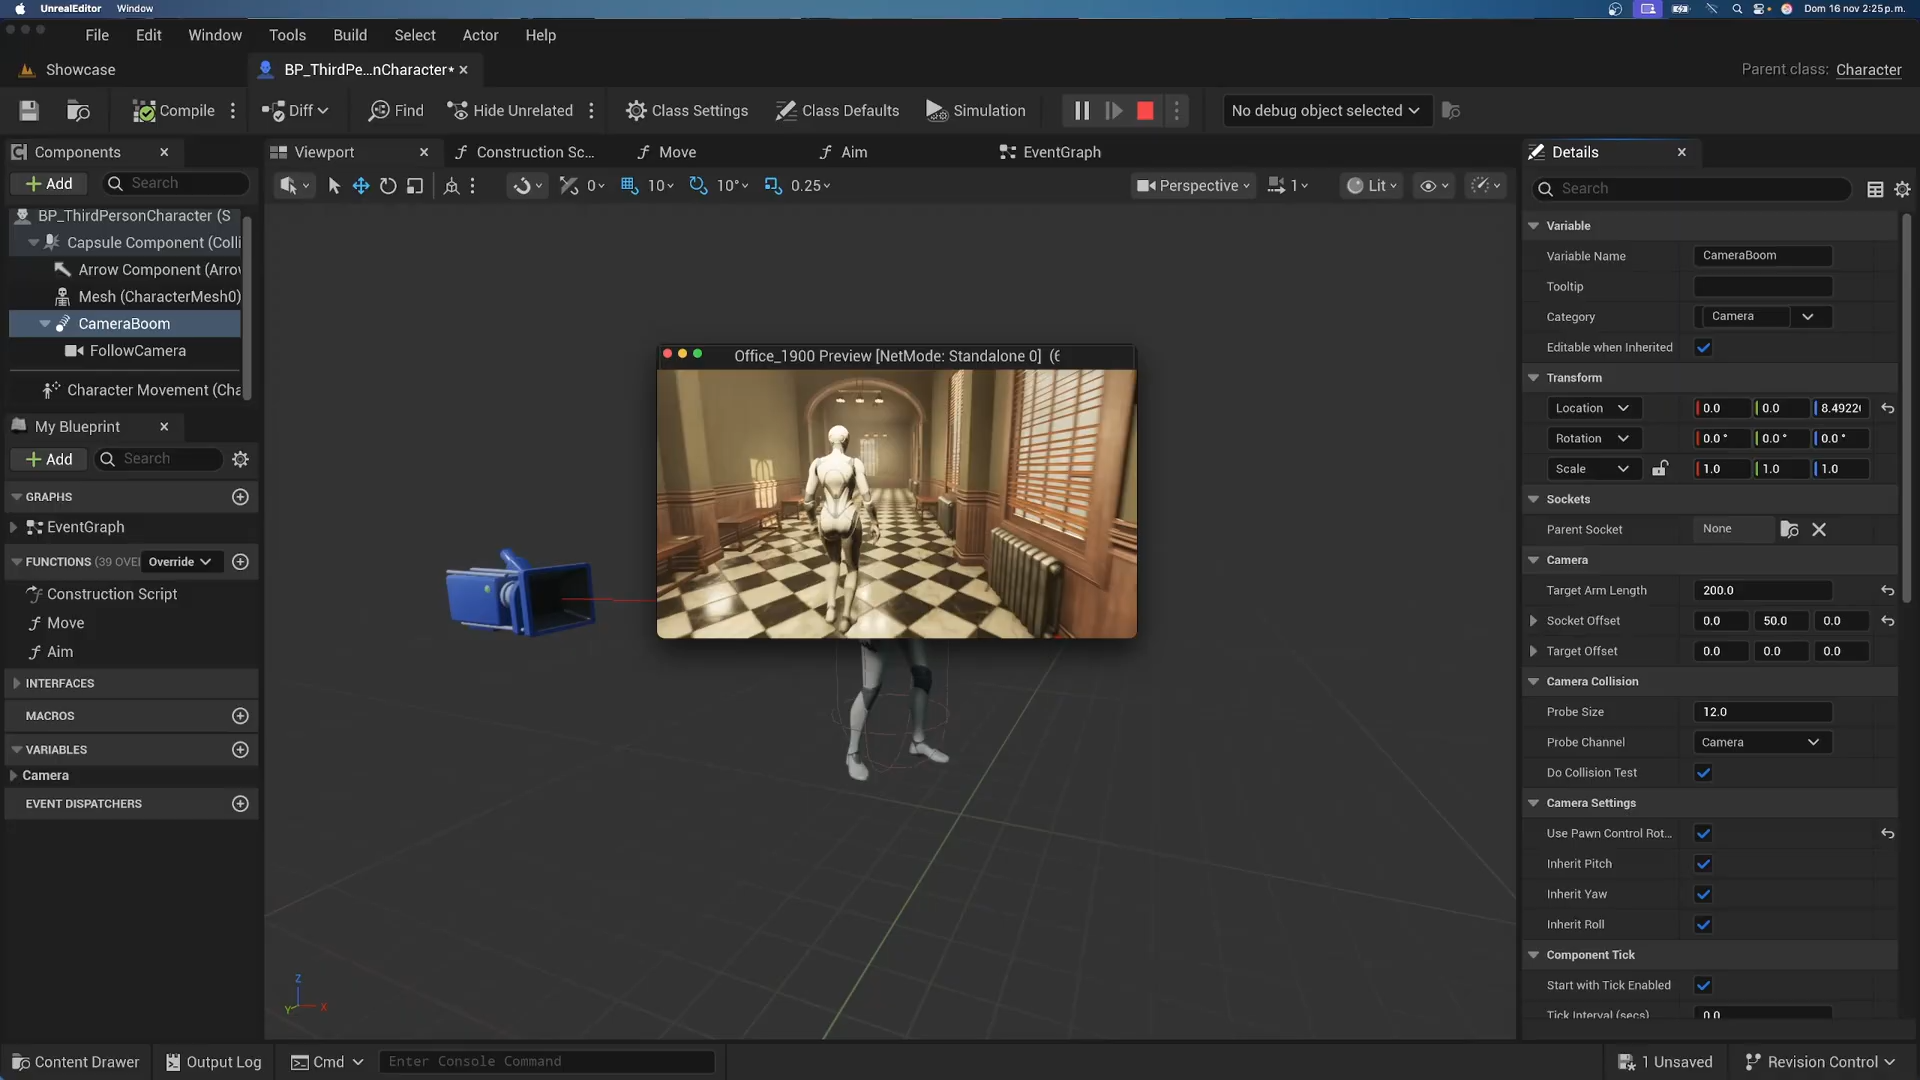 UnrealEditor Window Dom 16 nov 2:25 p.m.
File Edit Window Tools Build Select Actor Help
Showcase BP_ThirdPe...nCharacter* Parent class: Character
Compile Diff Find Hide Unrelated Class Settings Class Defaults Simulation No debug object selected
Components
Add Search
BP_ThirdPersonCharacter (S
Capsule Component (Colli
Arrow Component (Arrow
Mesh (CharacterMesh0)
CameraBoom
FollowCamera
Character Movement (Cha
My Blueprint
Add Search
GRAPHS
EventGraph
FUNCTIONS (39 OVE Override
Construction Script
Move
Aim
INTERFACES
MACROS
VARIABLES
Camera
EVENT DISPATCHERS
Viewport Construction Sc... Move Aim EventGraph
0 10 10° 0.25 Perspective 1 Lit
Office_1900 Preview [NetMode: Standalone 0] (6
Z
Y X
Details
Search
Variable
Variable Name CameraBoom
Tooltip
Category Camera
Editable when Inherited
Transform
Location 0.0 0.0 8.4922
Rotation 0.0 ° 0.0 ° 0.0 °
Scale 1.0 1.0 1.0
Sockets
Parent Socket None
Camera
Target Arm Length 200.0
Socket Offset 0.0 50.0 0.0
Target Offset 0.0 0.0 0.0
Camera Collision
Probe Size 12.0
Probe Channel Camera
Do Collision Test
Camera Settings
Use Pawn Control Rot...
Inherit Pitch
Inherit Yaw
Inherit Roll
Component Tick
Start with Tick Enabled
Tick Interval (secs) 0.0
Content Drawer Output Log Cmd Enter Console Command 1 Unsaved Revision Control